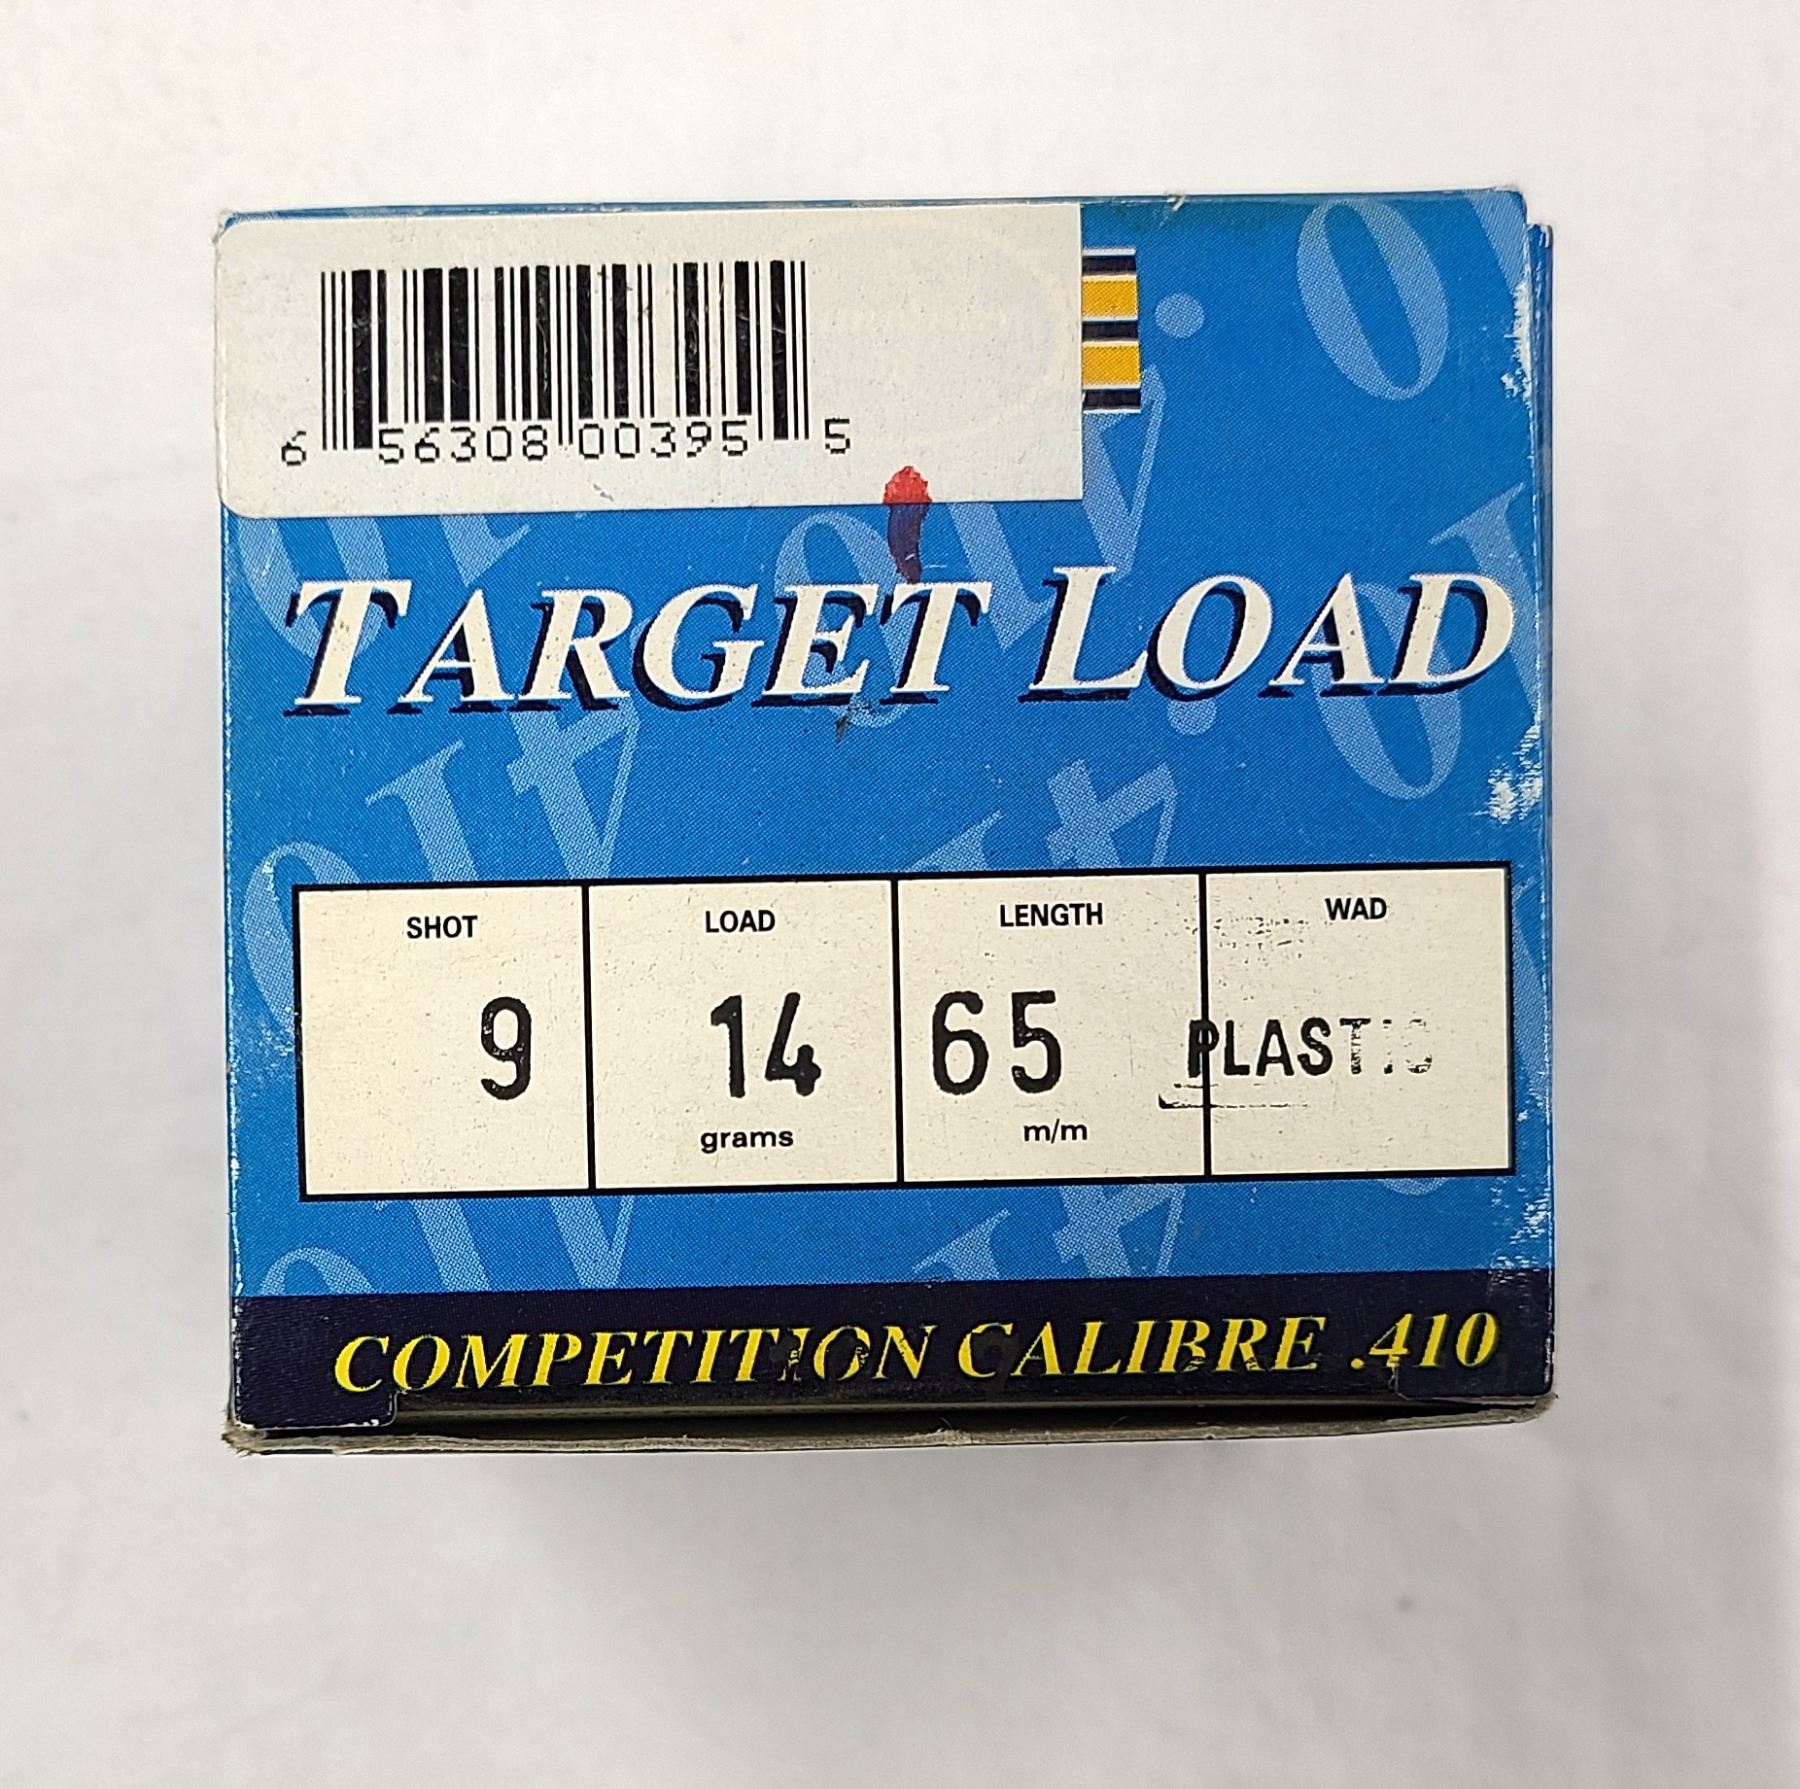 6 56308 00395 5
TARGET LOAD
SHOT LOAD LENGTH WAD
9 14 65 PLASTIC
grams m/m
COMPETITION CALIBRE .410